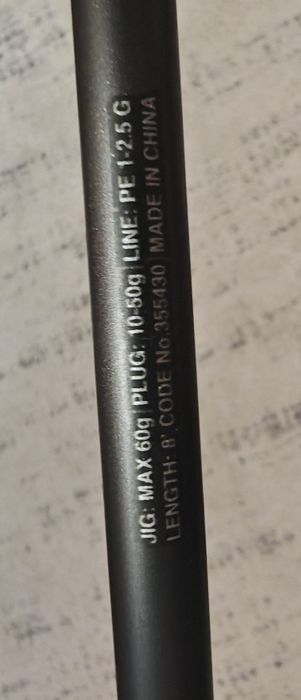 JIG: MAX 60g | PLUG: 10-50g | LINE: PE 1-2.5 G
LENGTH: 8' CODE No.355430 | MADE IN CHINA